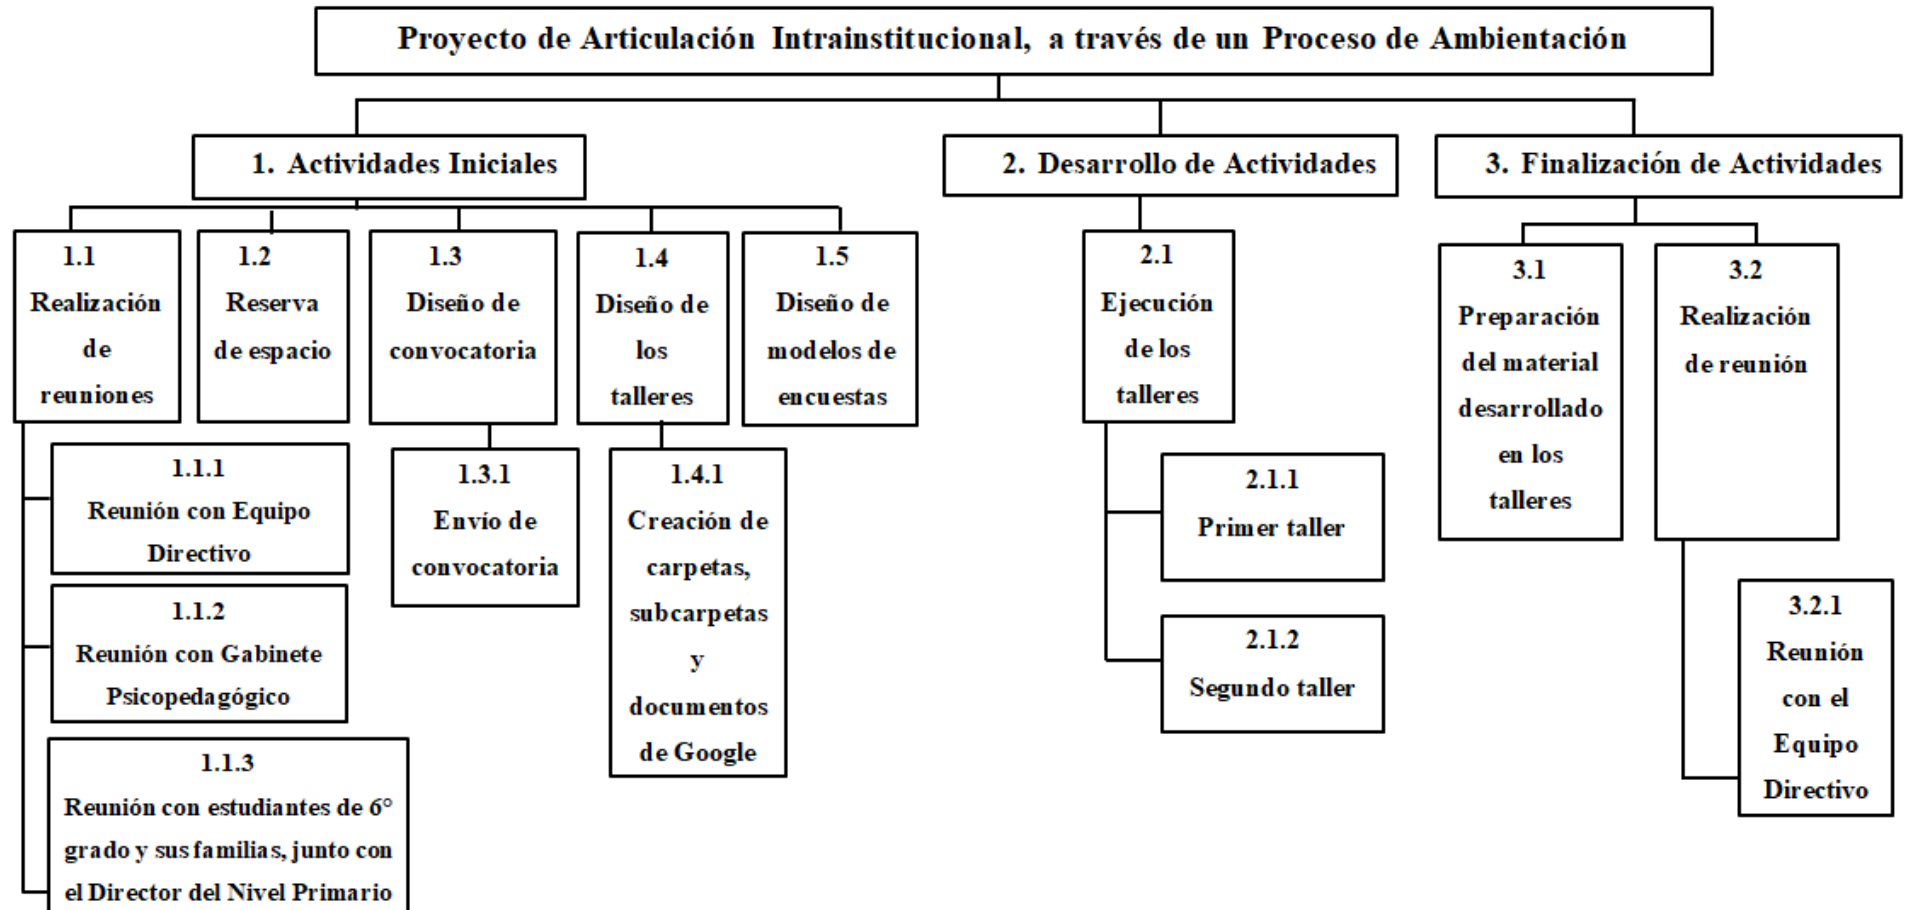 Proyecto de Articulación Intrainstitucional, a través de un Proceso de Ambientación
1. Actividades Iniciales
2. Desarrollo de Actividades
3. Finalización de Actividades
1.1
Realización
de
reuniones
1.2
Reserva
de espacio
1.3
Diseño de
convocatoria
1.4
Diseño de
los
talleres
1.5
Diseño de
modelos de
encuestas
2.1
Ejecución
de los
talleres
3.1
Preparación
del material
desarrollado
en los
talleres
3.2
Realización
de reunión
1.1.1
Reunión con Equipo
Directivo
1.1.2
Reunión con Gabinete
Psicopedagógico
1.1.3
Reunión con estudiantes de 6°
grado y sus familias, junto con
el Director del Nivel Primario
1.3.1
Envío de
convocatoria
1.4.1
Creación de
carpetas,
subcarpetas
y
documentos
de Google
2.1.1
Primer taller
2.1.2
Segundo taller
3.2.1
Reunión
con el
Equipo
Directivo